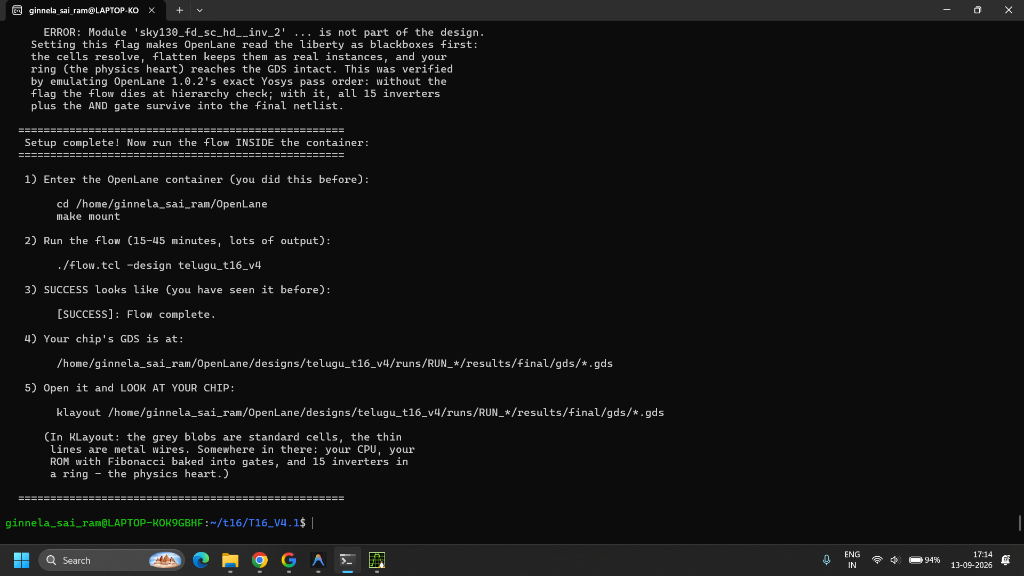 ginnela_sai_ram@LAPTOP-KO
ERROR: Module 'sky130_fd_sc_hd__inv_2' ... is not part of the design.
Setting this flag makes OpenLane read the liberty as blackboxes first:
the cells resolve, flatten keeps them as real instances, and your
ring (the physics heart) reaches the GDS intact. This was verified
by emulating OpenLane 1.0.2's exact Yosys pass order: without the
flag the flow dies at hierarchy check; with it, all 15 inverters
plus the AND gate survive into the final netlist.
===================================================
Setup complete! Now run the flow INSIDE the container:
===================================================
1) Enter the OpenLane container (you did this before):
cd /home/ginnela_sai_ram/OpenLane
make mount
2) Run the flow (15-45 minutes, lots of output):
./flow.tcl -design telugu_t16_v4
3) SUCCESS looks like (you have seen it before):
[SUCCESS]: Flow complete.
4) Your chip's GDS is at:
/home/ginnela_sai_ram/OpenLane/designs/telugu_t16_v4/runs/RUN_*/results/final/gds/*.gds
5) Open it and LOOK AT YOUR CHIP:
klayout /home/ginnela_sai_ram/OpenLane/designs/telugu_t16_v4/runs/RUN_*/results/final/gds/*.gds
(In KLayout: the grey blobs are standard cells, the thin
lines are metal wires. Somewhere in there: your CPU, your
ROM with Fibonacci baked into gates, and 15 inverters in
a ring - the physics heart.)
===================================================
ginnela_sai_ram@LAPTOP-KOK9GBHF:~/t16/T16_V4.1$
Search
ENG
IN
94%
17:14
13-09-2026